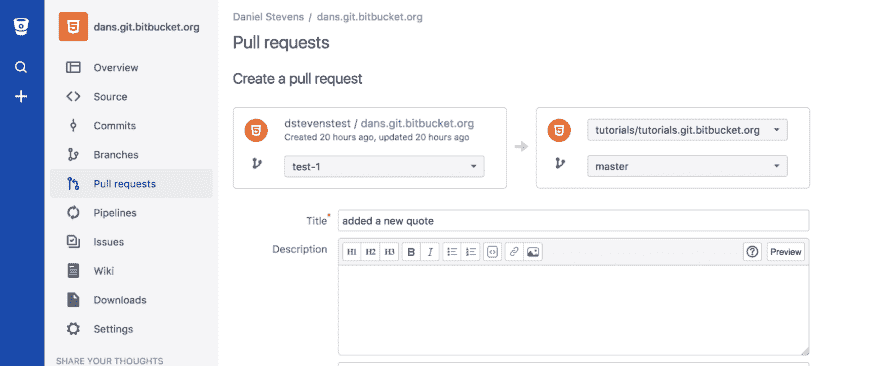 dans.git.bitbucket.org
Overview
Source
Commits
Branches
Pull requests
Pipelines
Issues
Wiki
Downloads
Settings
SHARE YOUR THOUGHTS
Daniel Stevens / dans.git.bitbucket.org
Pull requests
Create a pull request
dstevenstest / dans.git.bitbucket.org
Created 20 hours ago, updated 20 hours ago
test-1
tutorials/tutorials.git.bitbucket.org
master
Title* added a new quote
Description
H1 H2 H3 B I Preview